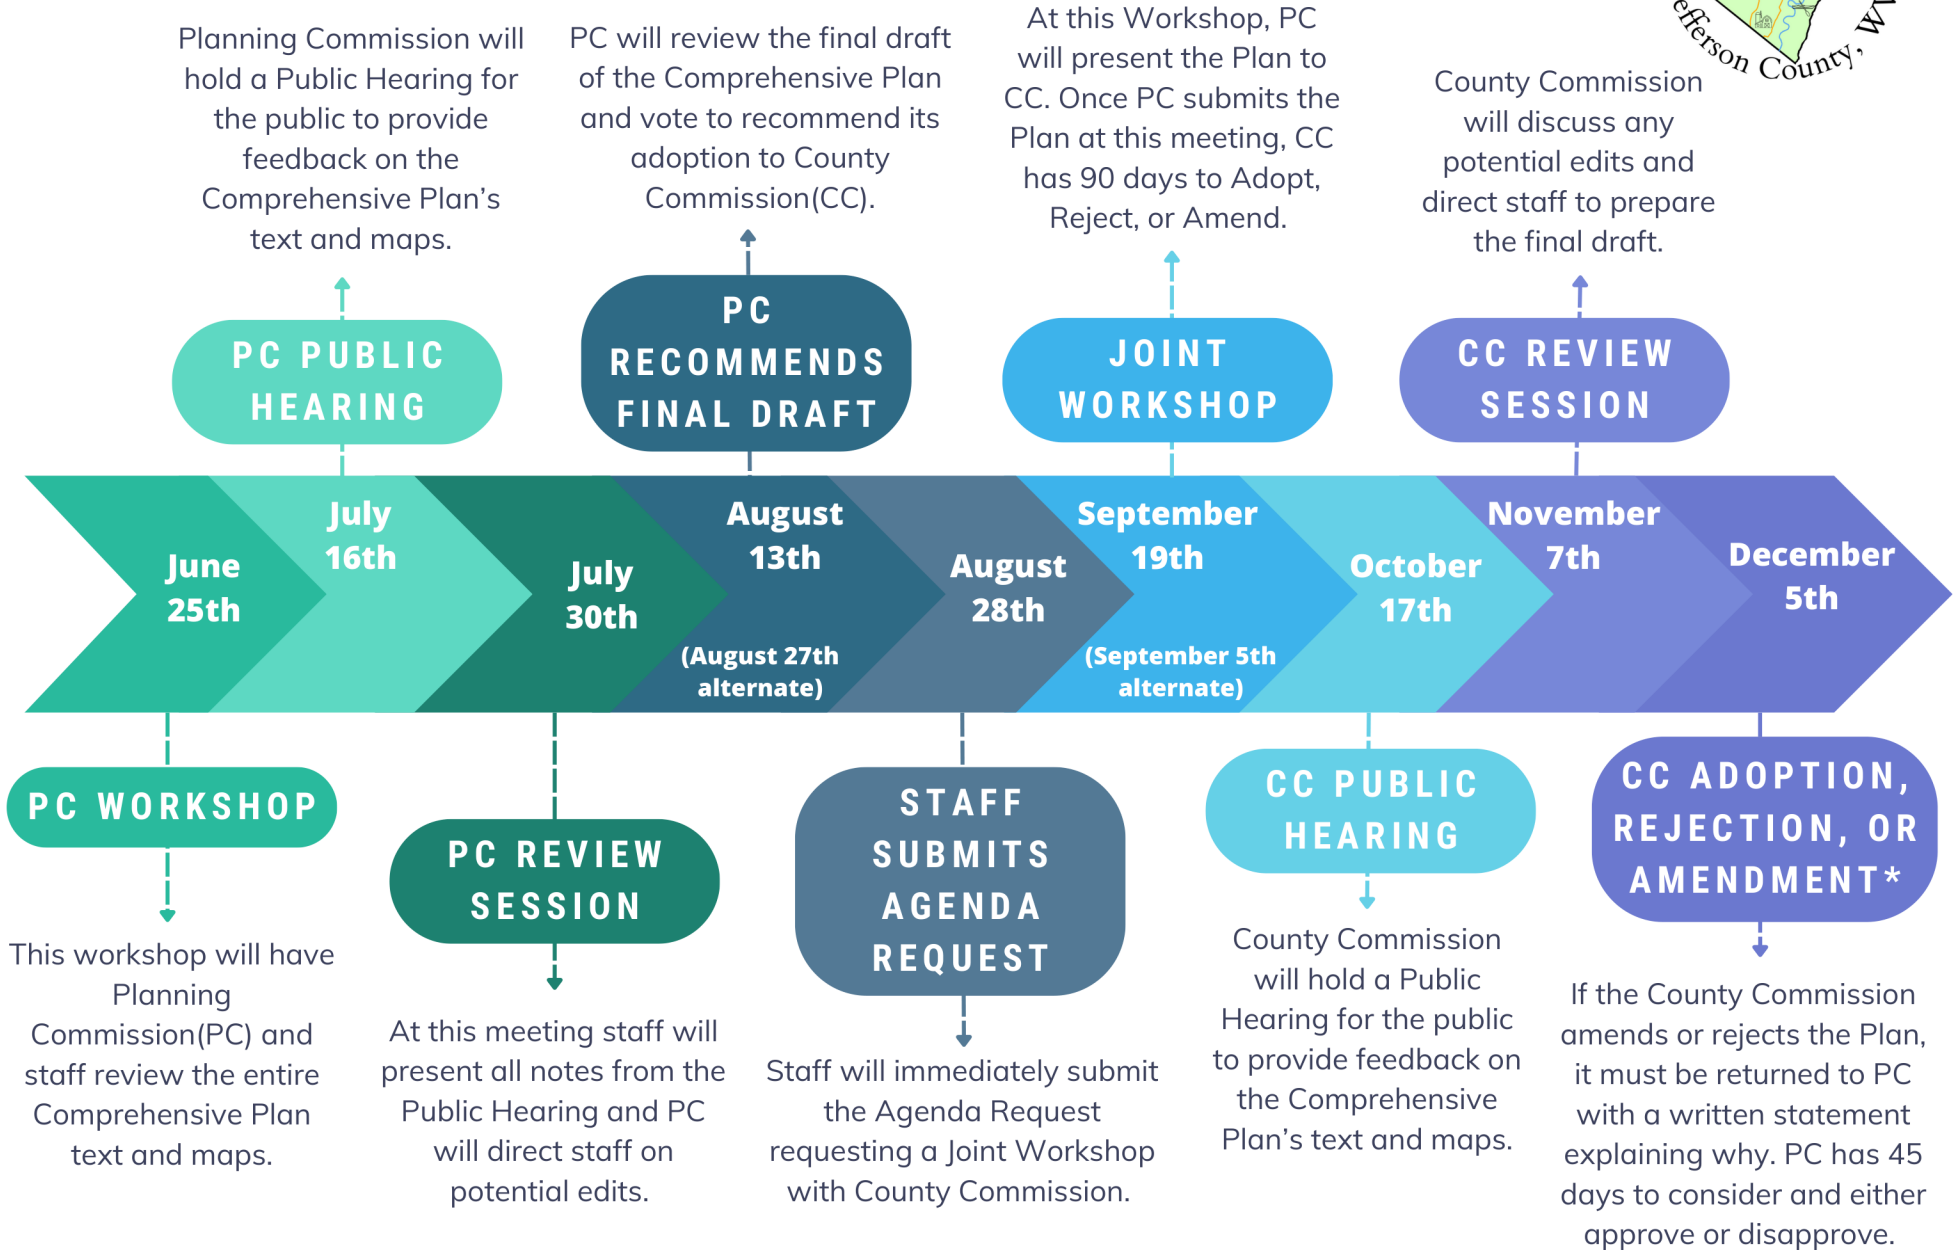 Planning Commission will
hold a Public Hearing for
the public to provide
feedback on the
Comprehensive Plan's
text and maps.
PC will review the final draft
of the Comprehensive Plan
and vote to recommend its
adoption to County
Commission(CC).
At this Workshop, PC
will present the Plan to
CC. Once PC submits the
Plan at this meeting, CC
has 90 days to Adopt,
Reject, or Amend.
County Commission
will discuss any
potential edits and
direct staff to prepare
the final draft.
County, WV
PC PUBLIC
HEARING
PC
RECOMMENDS
FINAL DRAFT
JOINT
WORKSHOP
CC REVIEW
SESSION
June
25th
July
16th
July
30th
August
13th
(August 27th
alternate)
August
28th
September
19th
(September 5th
alternate)
October
17th
November
7th
December
5th
PC WORKSHOP
This workshop will have
Planning
Commission(PC) and
staff review the entire
Comprehensive Plan
text and maps.
PC REVIEW
SESSION
At this meeting staff will
present all notes from the
Public Hearing and PC
will direct staff on
potential edits.
STAFF
SUBMITS
AGENDA
REQUEST
Staff will immediately submit
the Agenda Request
requesting a Joint Workshop
with County Commission.
CC PUBLIC
HEARING
County Commission
will hold a Public
Hearing for the public
to provide feedback on
the Comprehensive
Plan's text and maps.
CC ADOPTION,
REJECTION, OR
AMENDMENT*
If the County Commission
amends or rejects the Plan,
it must be returned to PC
with a written statement
explaining why. PC has 45
days to consider and either
approve or disapprove.